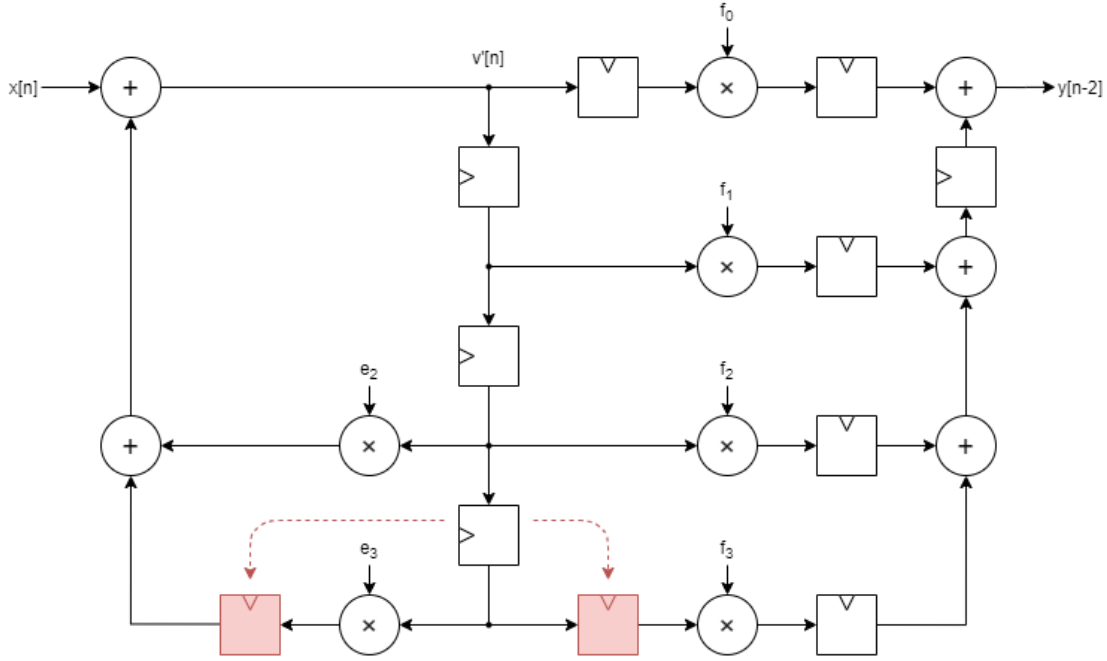 f₀
v'[n]
x[n]
+
×
+
y[n-2]
f₁
×
+
e₂
f₂
+
×
×
+
e₃
f₃
×
×